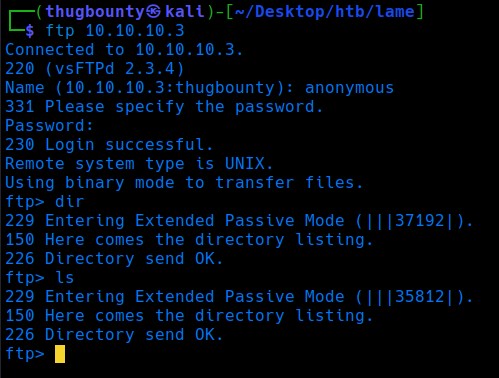 ┌──(thugbounty㉿kali)-[~/Desktop/htb/lame]
└─$ ftp 10.10.10.3
Connected to 10.10.10.3.
220 (vsFTPd 2.3.4)
Name (10.10.10.3:thugbounty): anonymous
331 Please specify the password.
Password:
230 Login successful.
Remote system type is UNIX.
Using binary mode to transfer files.
ftp> dir
229 Entering Extended Passive Mode (|||37192|).
150 Here comes the directory listing.
226 Directory send OK.
ftp> ls
229 Entering Extended Passive Mode (|||35812|).
150 Here comes the directory listing.
226 Directory send OK.
ftp>